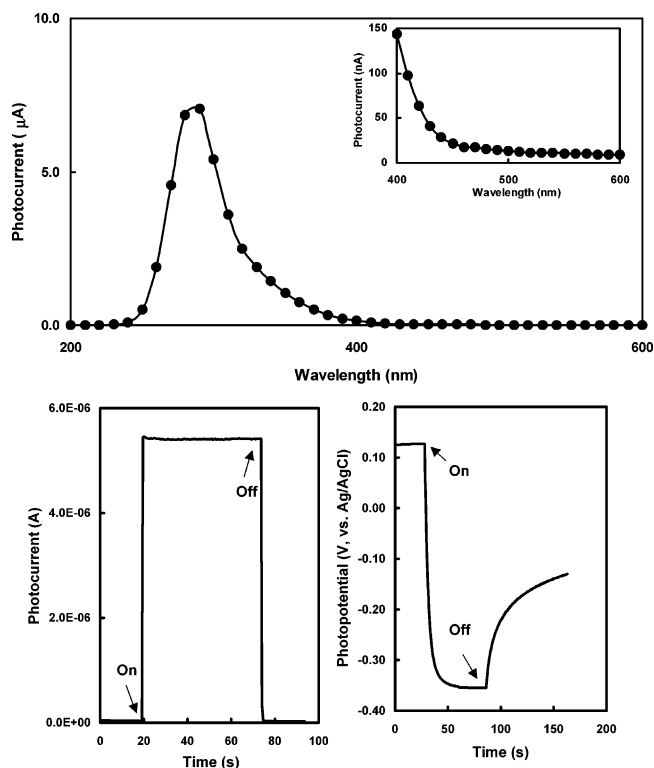 10.0
Photocurrent ( μA)
5.0
0.0
200
400
600
Wavelength (nm)
150
Photocurrent (nA)
100
50
0
400
500
600
Wavelength (nm)
6.0E-06
Photocurrent (A)
4.0E-06
2.0E-06
0.0E+00
On
Off
0
20
40
60
80
100
Time (s)
0.20
Photopotential (V, vs. Ag/AgCl)
0.10
0.00
-0.10
-0.20
-0.30
-0.40
On
Off
0
50
100
150
200
Time (s)